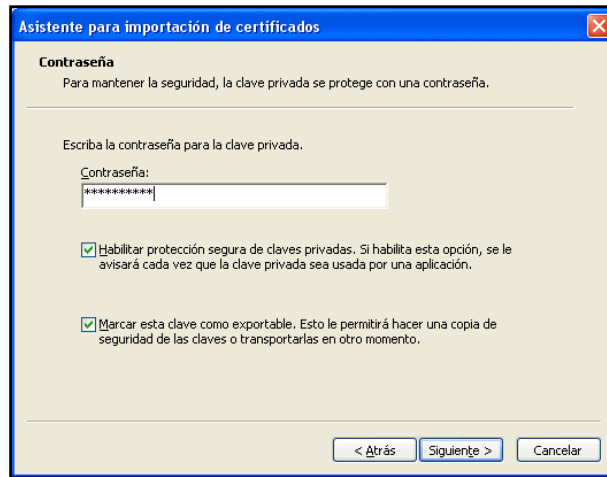 Asistente para importación de certificados
Contraseña
Para mantener la seguridad, la clave privada se protege con una contraseña.
Escriba la contraseña para la clave privada.
Contraseña:
**********
Habilitar protección segura de claves privadas. Si habilita esta opción, se le
avisará cada vez que la clave privada sea usada por una aplicación.
Marcar esta clave como exportable. Esto le permitirá hacer una copia de
seguridad de las claves o transportarlas en otro momento.
< Atrás Siguiente > Cancelar